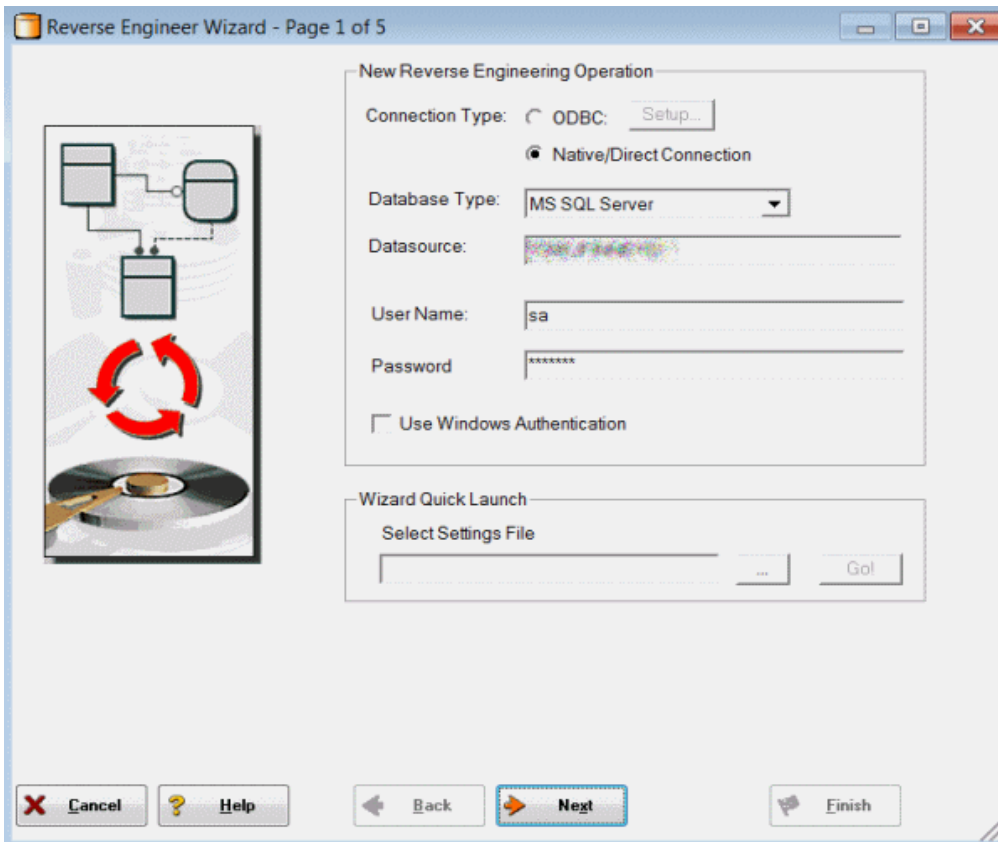 Reverse Engineer Wizard - Page 1 of 5
New Reverse Engineering Operation
Connection Type: ODBC: Setup...
Native/Direct Connection
Database Type: MS SQL Server
Datasource:
User Name: sa
Password *******
Use Windows Authentication
Wizard Quick Launch
Select Settings File
... Go!
Cancel Help Back Next Finish